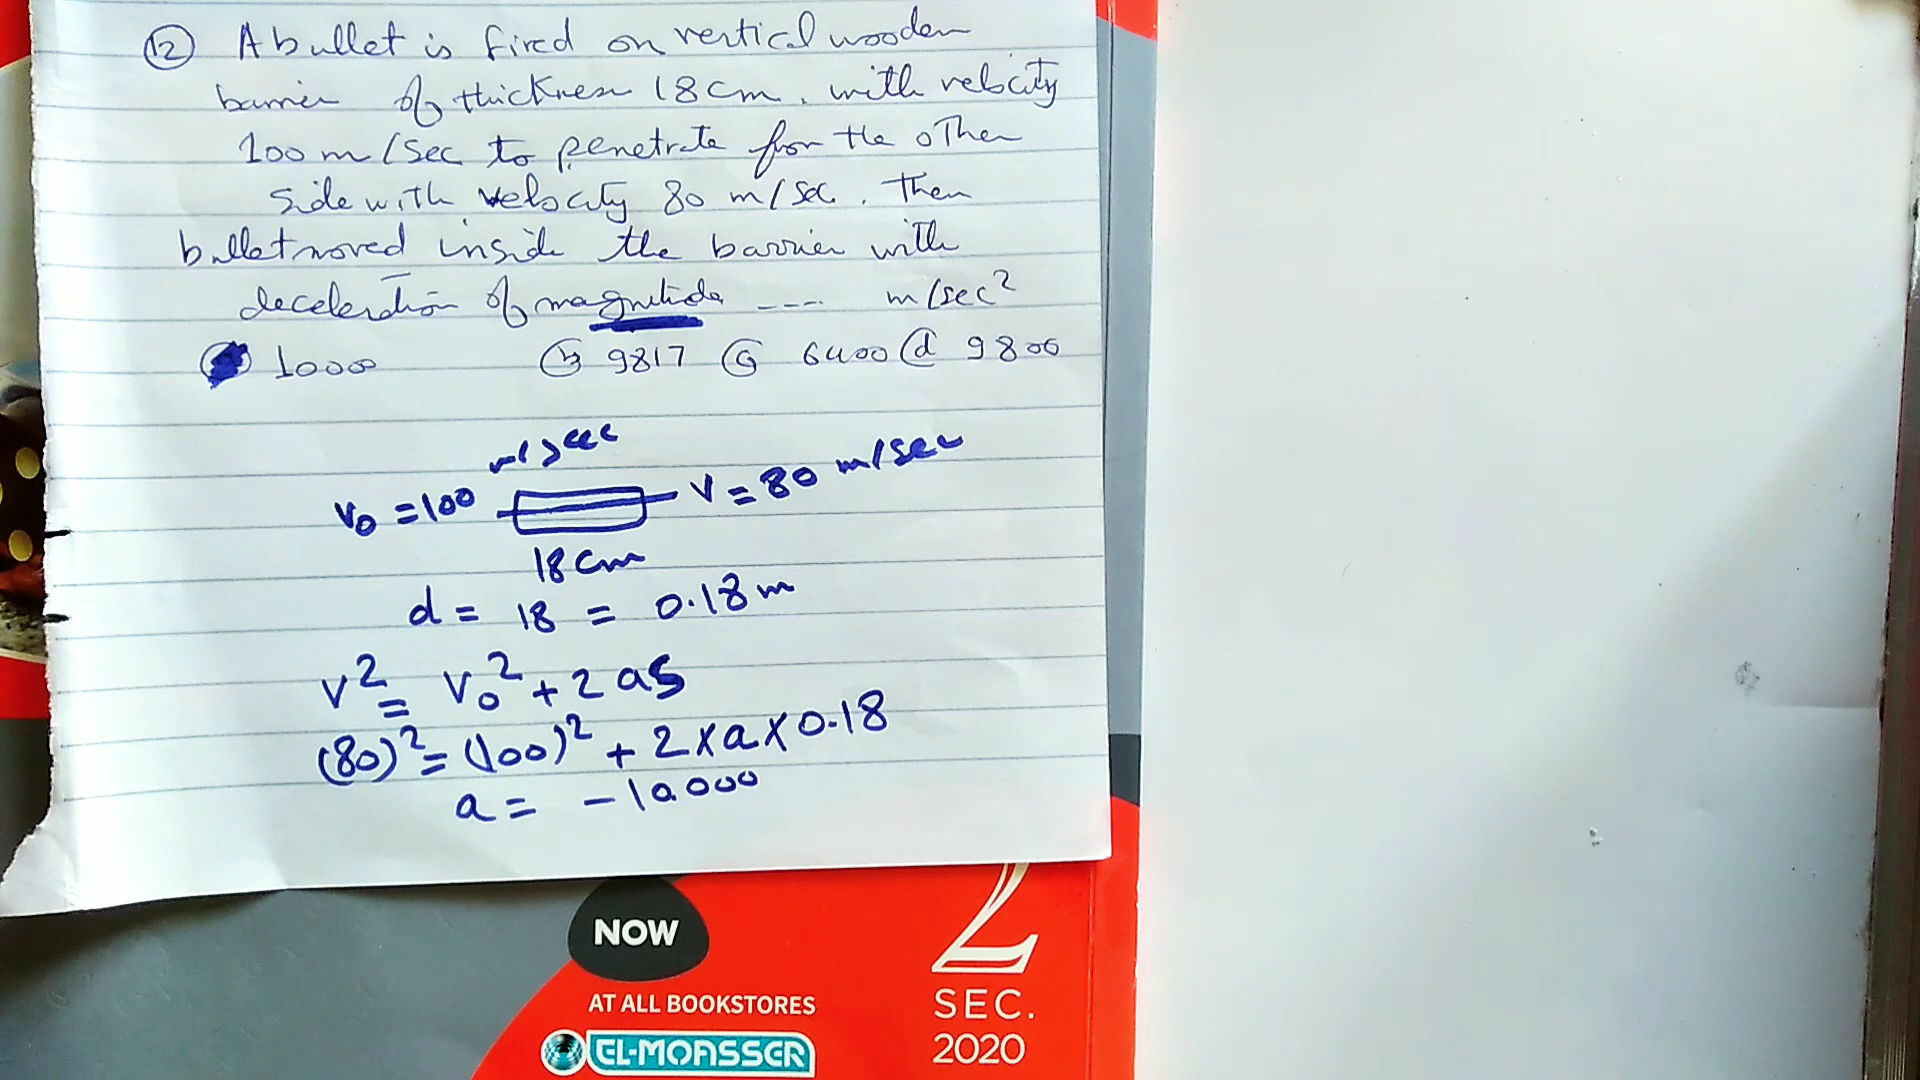 12 A bullet is fired on vertical wooden
barrier of thickness 18 cm. with velocity
100 m/sec to penetrate from the other
side with velocity 80 m/sec. Then
bullet moved inside the barrier with
deceleration of magnitude ---- m/sec²
1000 b 9817 c 6400 d 9800
m/sec
V₀ = 100 V = 80 m/sec
18 cm
d = 18 = 0.18 m
V² = V₀² + 2 as
(80)² = (100)² + 2 x a x 0.18
a = - 10000
NOW
AT ALL BOOKSTORES
EL-MOASSER
2
SEC.
2020